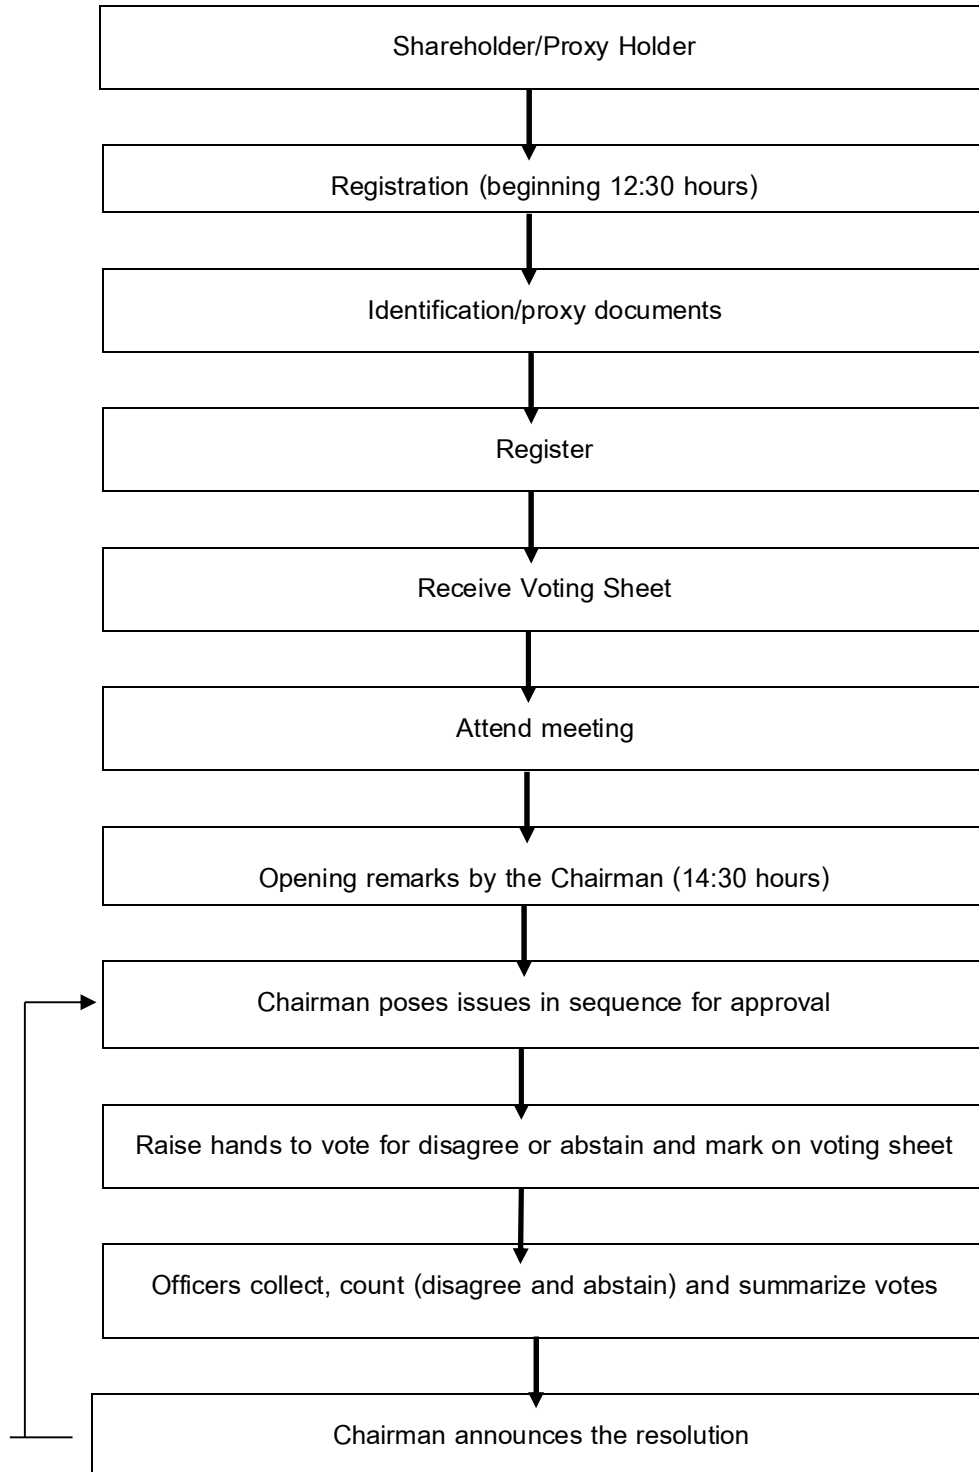 Shareholder/Proxy Holder
Registration (beginning 12:30 hours)
Identification/proxy documents
Register
Receive Voting Sheet
Attend meeting
Opening remarks by the Chairman (14:30 hours)
Chairman poses issues in sequence for approval
Raise hands to vote for disagree or abstain and mark on voting sheet
Officers collect, count (disagree and abstain) and summarize votes
Chairman announces the resolution